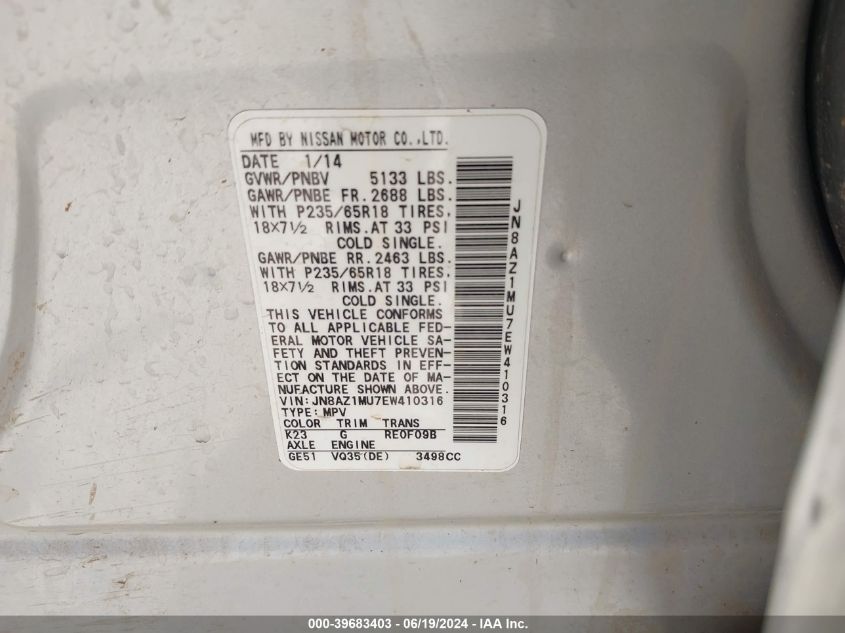 MFD BY NISSAN MOTOR CO.,LTD.
DATE 1/14
GVWR/PNBV 5133 LBS.
GAWR/PNBE FR. 2688 LBS.
WITH P235/65R18 TIRES,
18X7½ RIMS.AT 33 PSI
COLD SINGLE.
GAWR/PNBE RR. 2463 LBS.
WITH P235/65R18 TIRES,
18X7½ RIMS.AT 33 PSI
COLD SINGLE.
THIS VEHICLE CONFORMS
TO ALL APPLICABLE FED-
ERAL MOTOR VEHICLE SA-
FETY AND THEFT PREVEN-
TION STANDARDS IN EFF-
ECT ON THE DATE OF MA-
NUFACTURE SHOWN ABOVE.
VIN: JN8AZ1MU7EW410316
TYPE: MPV
COLOR TRIM TRANS
K23 G RE0F09B
AXLE ENGINE
GE51 VQ35(DE) 3498CC
JN8AZ1MU7EW410316
000-39683403 - 06/19/2024 - IAA Inc.